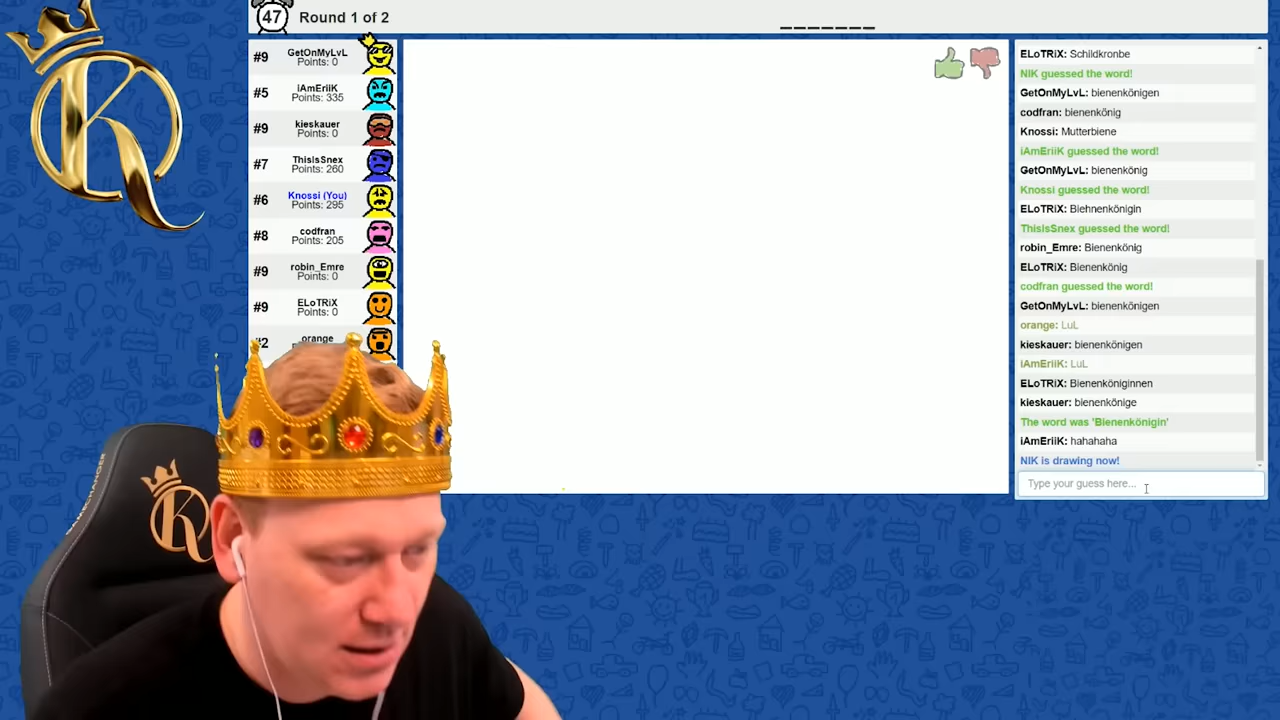 47
Round 1 of 2
_ _ _ _ _ _ _
#9 GetOnMyLvL
Points: 0
#5 iAmEriiK
Points: 335
#9 kieskauer
Points: 0
#7 ThisIsSnex
Points: 260
#6 Knossi (You)
Points: 295
#8 codfran
Points: 205
#9 robin_Emre
Points: 0
#9 ELoTRiX
Points: 0
#2 orange
ELoTRiX: Schildkronbe
NIK guessed the word!
GetOnMyLvL: bienenkönigen
codfran: bienenkönig
Knossi: Mutterbiene
iAmEriiK guessed the word!
GetOnMyLvL: bienenkönig
Knossi guessed the word!
ELoTRiX: Biehnenkönigin
ThisIsSnex guessed the word!
robin_Emre: Bienenkönig
ELoTRiX: Bienenkönig
codfran guessed the word!
GetOnMyLvL: bienenkönigen
orange: LuL
kieskauer: bienenkönigen
iAmEriiK: LuL
ELoTRiX: Bienenköniginnen
kieskauer: bienenkönige
The word was 'Bienenkönigin'
iAmEriiK: hahahaha
NIK is drawing now!
Type your guess here...
K
K